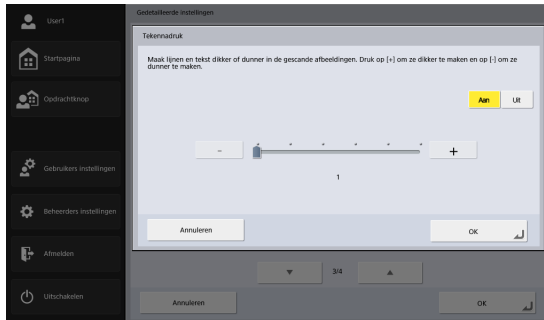 User1
Startpagina
Opdrachtknop
Gebruikers instellingen
Beheerders instellingen
Afmelden
Uitschakelen
Gedetailleerde instellingen
Tekennadruk
Maak lijnen en tekst dikker of dunner in de gescande afbeeldingen. Druk op [+] om ze dikker te maken en op [-] om ze
dunner te maken.
Aan Uit
- +
1
Annuleren OK
3/4
Annuleren OK